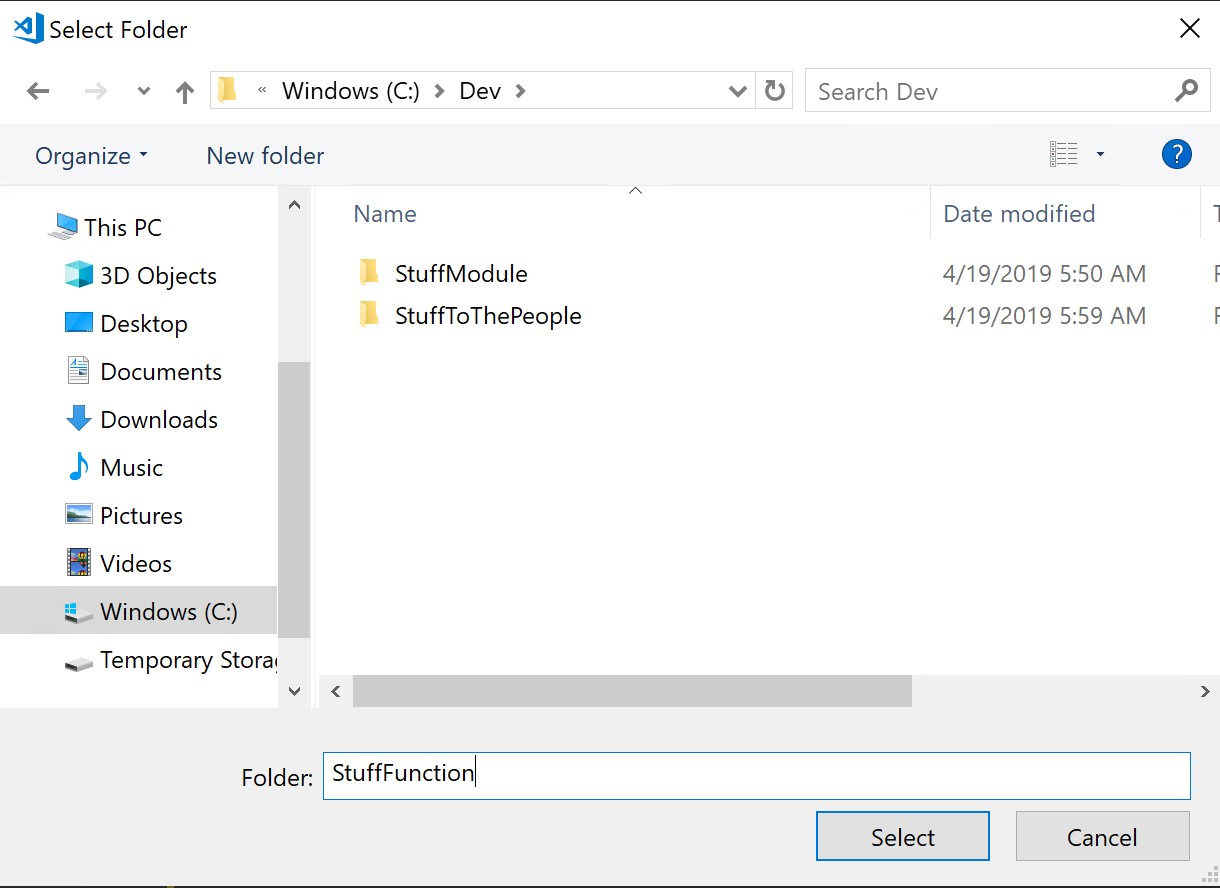 Select Folder
« Windows (C:) > Dev > Search Dev
Organize New folder ?
Name Date modified T
This PC
3D Objects
Desktop
Documents
Downloads
Music
Pictures
Videos
Windows (C:)
Temporary Storag
StuffModule 4/19/2019 5:50 AM F
StuffToThePeople 4/19/2019 5:59 AM F
Folder: StuffFunction
Select Cancel